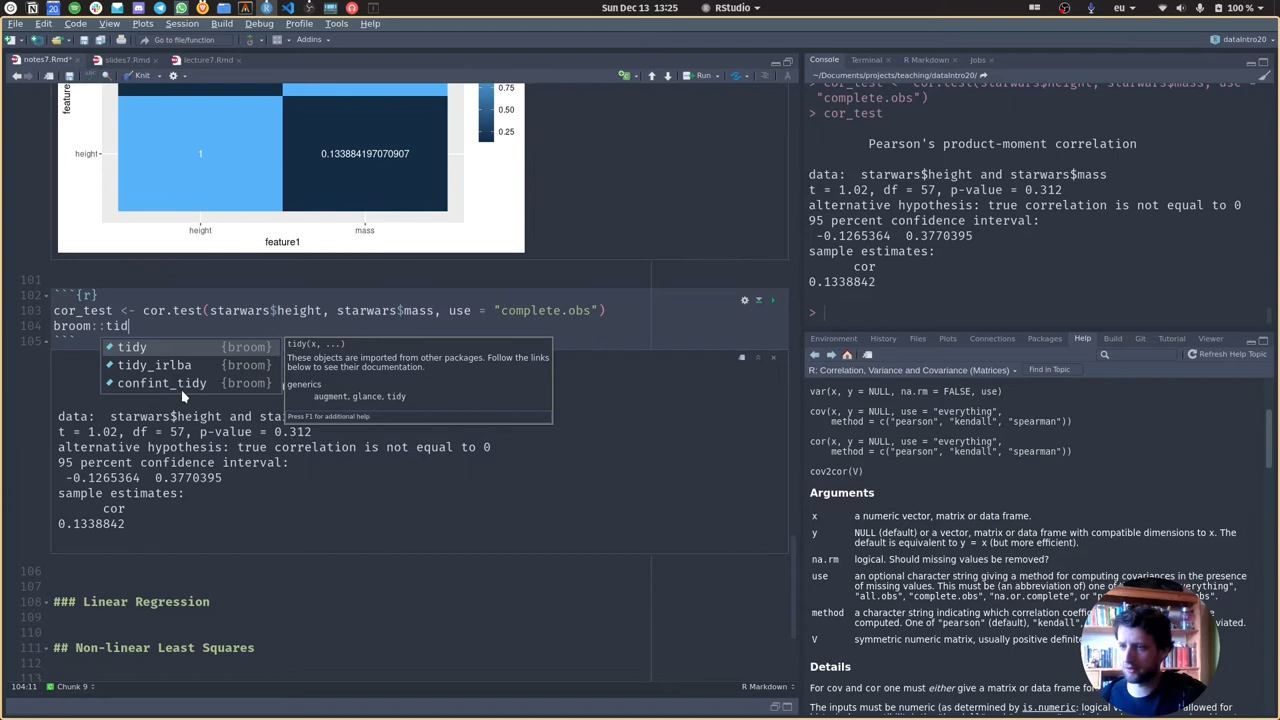 Sun Dec 13 13:25
RStudio
eu
100 %
File Edit Code View Plots Session Build Debug Profile Tools Help
Go to file/function
Addins
dataIntro20
notes7.Rmd*
slides7.Rmd
lecture7.Rmd
Knit
Run
feature
0.75
0.50
0.25
height
1
0.133884197070907
height
mass
feature1
101
102 ```{r}
103 cor_test <- cor.test(starwars$height, starwars$mass, use = "complete.obs")
104 broom::tid
105 ```
tidy {broom}
tidy_irlba {broom}
confint_tidy {broom}
tidy(x, ...)
These objects are imported from other packages. Follow the links
below to see their documentation.
generics
augment, glance, tidy
Press F1 for additional help
data: starwars$height and sta
t = 1.02, df = 57, p-value = 0.312
alternative hypothesis: true correlation is not equal to 0
95 percent confidence interval:
-0.1265364 0.3770395
sample estimates:
cor
0.1338842
106
107
108 ### Linear Regression
109
110
111 ## Non-linear Least Squares
112
113
104:11
Chunk 9
R Markdown
Console Terminal R Markdown Jobs
~/Documents/projects/teaching/dataIntro20/
> cor_test <- cor.test(starwars$height, starwars$mass, use =
"complete.obs")
> cor_test
Pearson's product-moment correlation
data: starwars$height and starwars$mass
t = 1.02, df = 57, p-value = 0.312
alternative hypothesis: true correlation is not equal to 0
95 percent confidence interval:
-0.1265364 0.3770395
sample estimates:
cor
0.1338842
>
Files History Plots Connections Packages Help Build Git Tutorial Viewer
Refresh Help Topic
R: Correlation, Variance and Covariance (Matrices)
Find in Topic
var(x, y = NULL, na.rm = FALSE, use)
cov(x, y = NULL, use = "everything",
method = c("pearson", "kendall", "spearman"))
cor(x, y = NULL, use = "everything",
method = c("pearson", "kendall", "spearman"))
cov2cor(V)
Arguments
x a numeric vector, matrix or data frame.
y NULL (default) or a vector, matrix or data frame with compatible dimensions to x. The
default is equivalent to y = x (but more efficient).
na.rm logical. Should missing values be removed?
use an optional character string giving a method for computing covariances in the presence
of missing values. This must be (an abbreviation of) one of
"all.obs", "complete.obs", "na.or.complete", or
method a character string indicating which correlation
computed. One of "pearson" (default), "kendall",
V symmetric numeric matrix, usually positive
Details
For cov and cor one must either give a matrix or data frame
The inputs must be numeric (as determined by is.numeric: logical